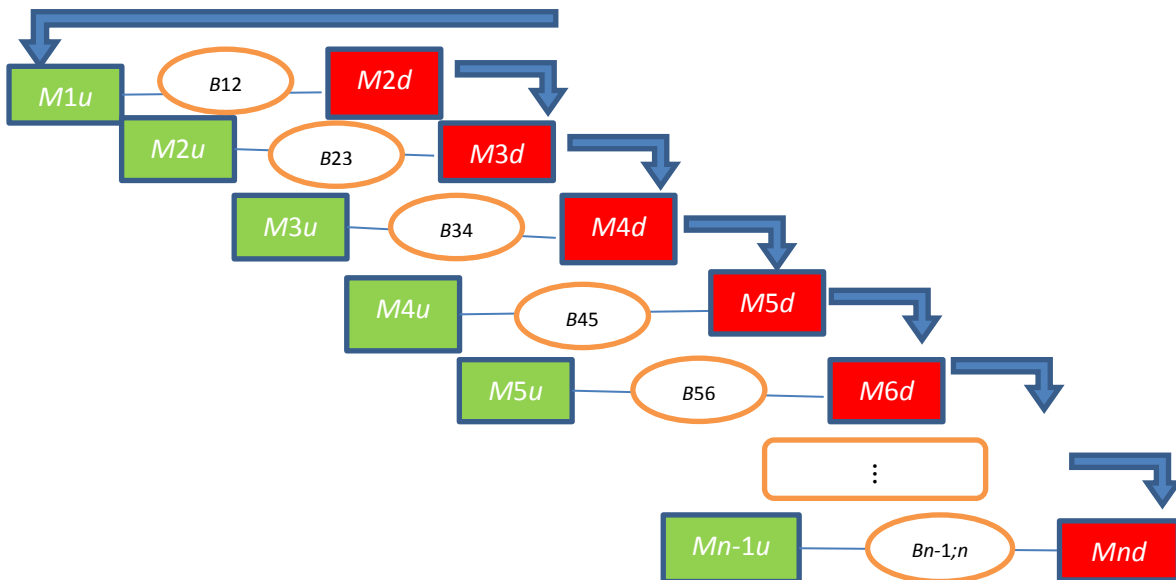 M1u
B12
M2d
M2u
B23
M3d
M3u
B34
M4d
M4u
B45
M5d
M5u
B56
M6d
⋮
Mn-1u
Bn-1;n
Mnd